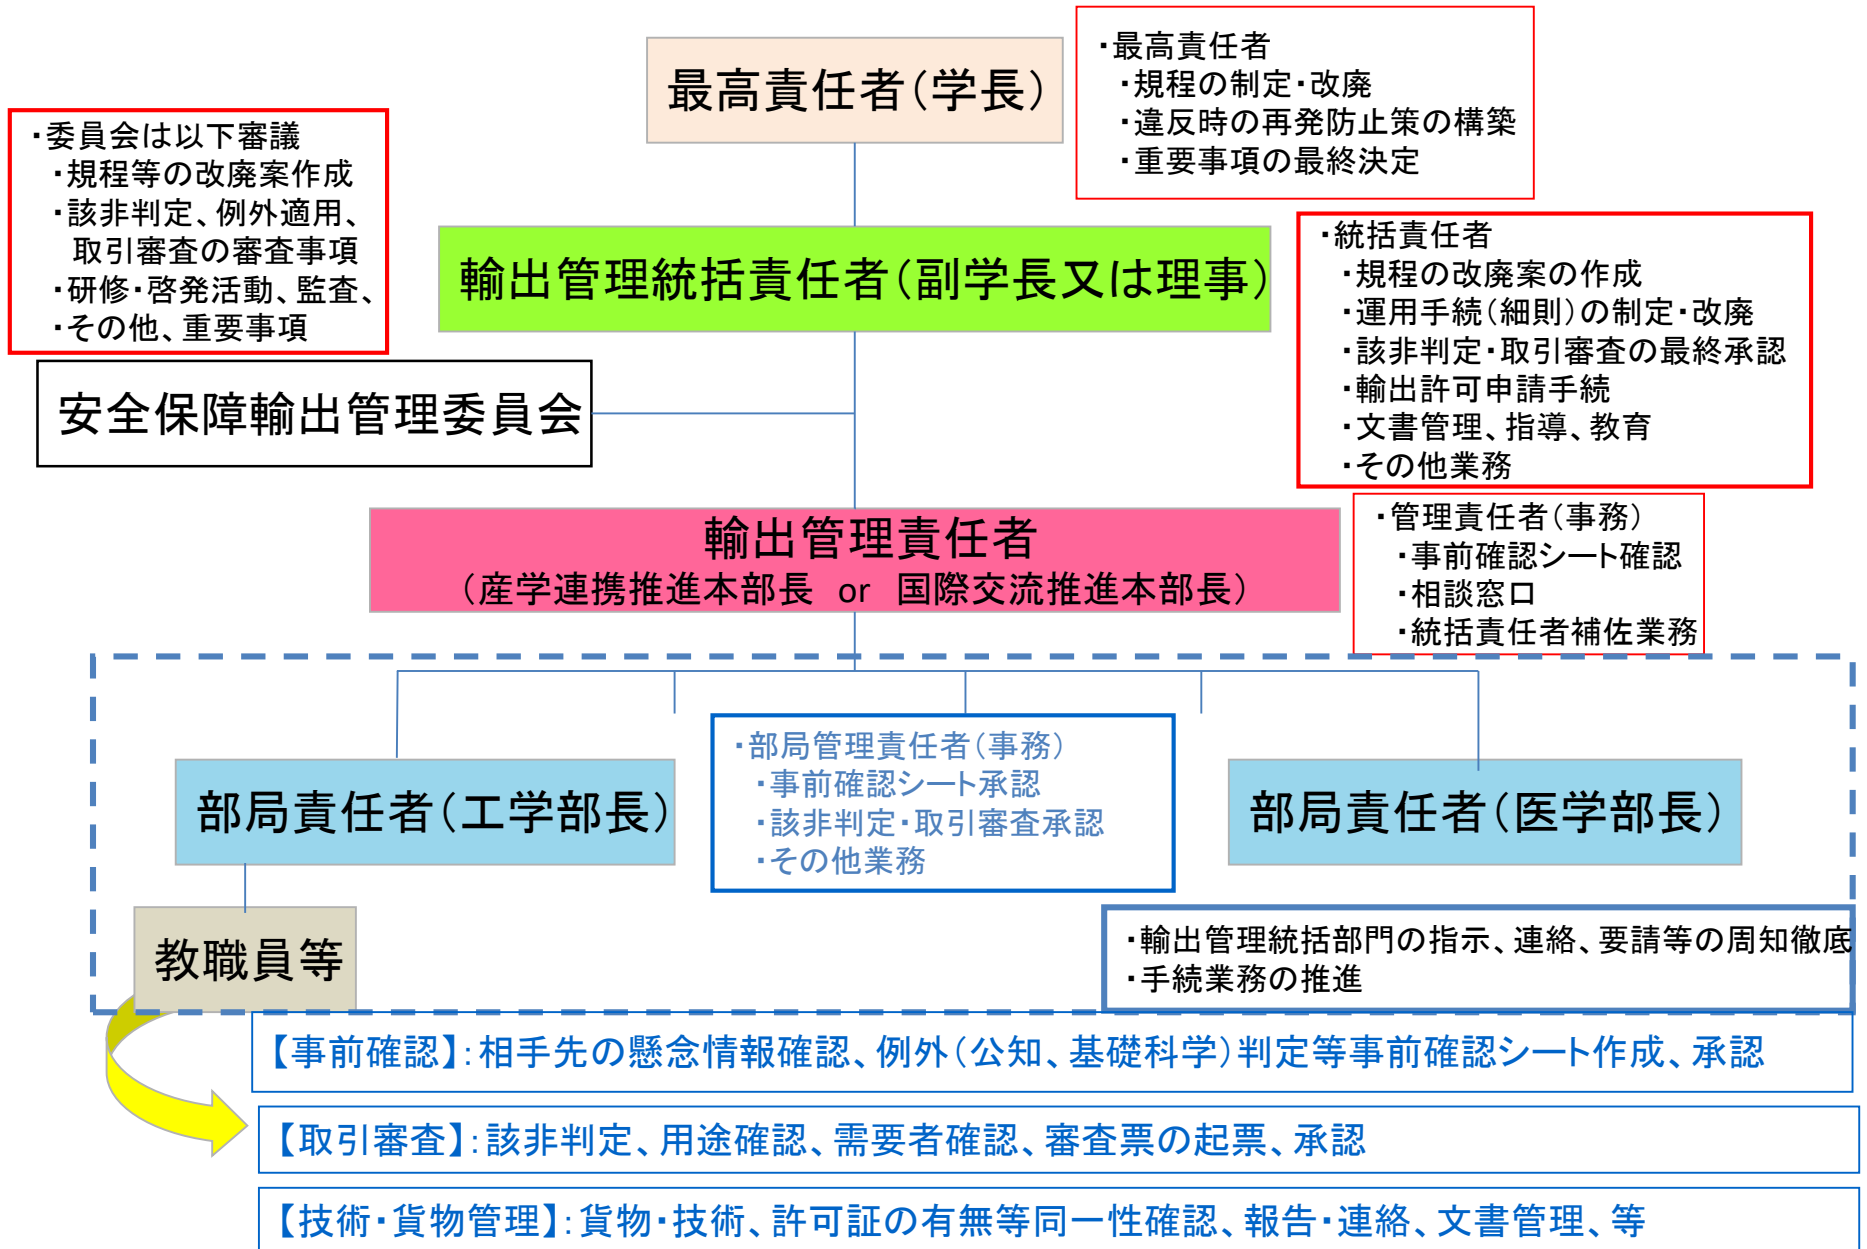 最高責任者(学長)
・最高責任者
・規程の制定・改廃
・違反時の再発防止策の構築
・重要事項の最終決定
・委員会は以下審議
・規程等の改廃案作成
・該非判定、例外適用、
取引審査の審査事項
・研修・啓発活動、監査、
・その他、重要事項
輸出管理統括責任者(副学長又は理事)
・統括責任者
・規程の改廃案の作成
・運用手続(細則)の制定・改廃
・該非判定・取引審査の最終承認
・輸出許可申請手続
・文書管理、指導、教育
・その他業務
安全保障輸出管理委員会
輸出管理責任者
(産学連携推進本部長 or 国際交流推進本部長)
・管理責任者(事務)
・事前確認シート確認
・相談窓口
・統括責任者補佐業務
部局責任者(工学部長)
・部局管理責任者(事務)
・事前確認シート承認
・該非判定・取引審査承認
・その他業務
部局責任者(医学部長)
教職員等
・輸出管理統括部門の指示、連絡、要請等の周知徹底
・手続業務の推進
【事前確認】:相手先の懸念情報確認、例外(公知、基礎科学)判定等事前確認シート作成、承認
【取引審査】:該非判定、用途確認、需要者確認、審査票の起票、承認
【技術・貨物管理】:貨物・技術、許可証の有無等同一性確認、報告・連絡、文書管理、等